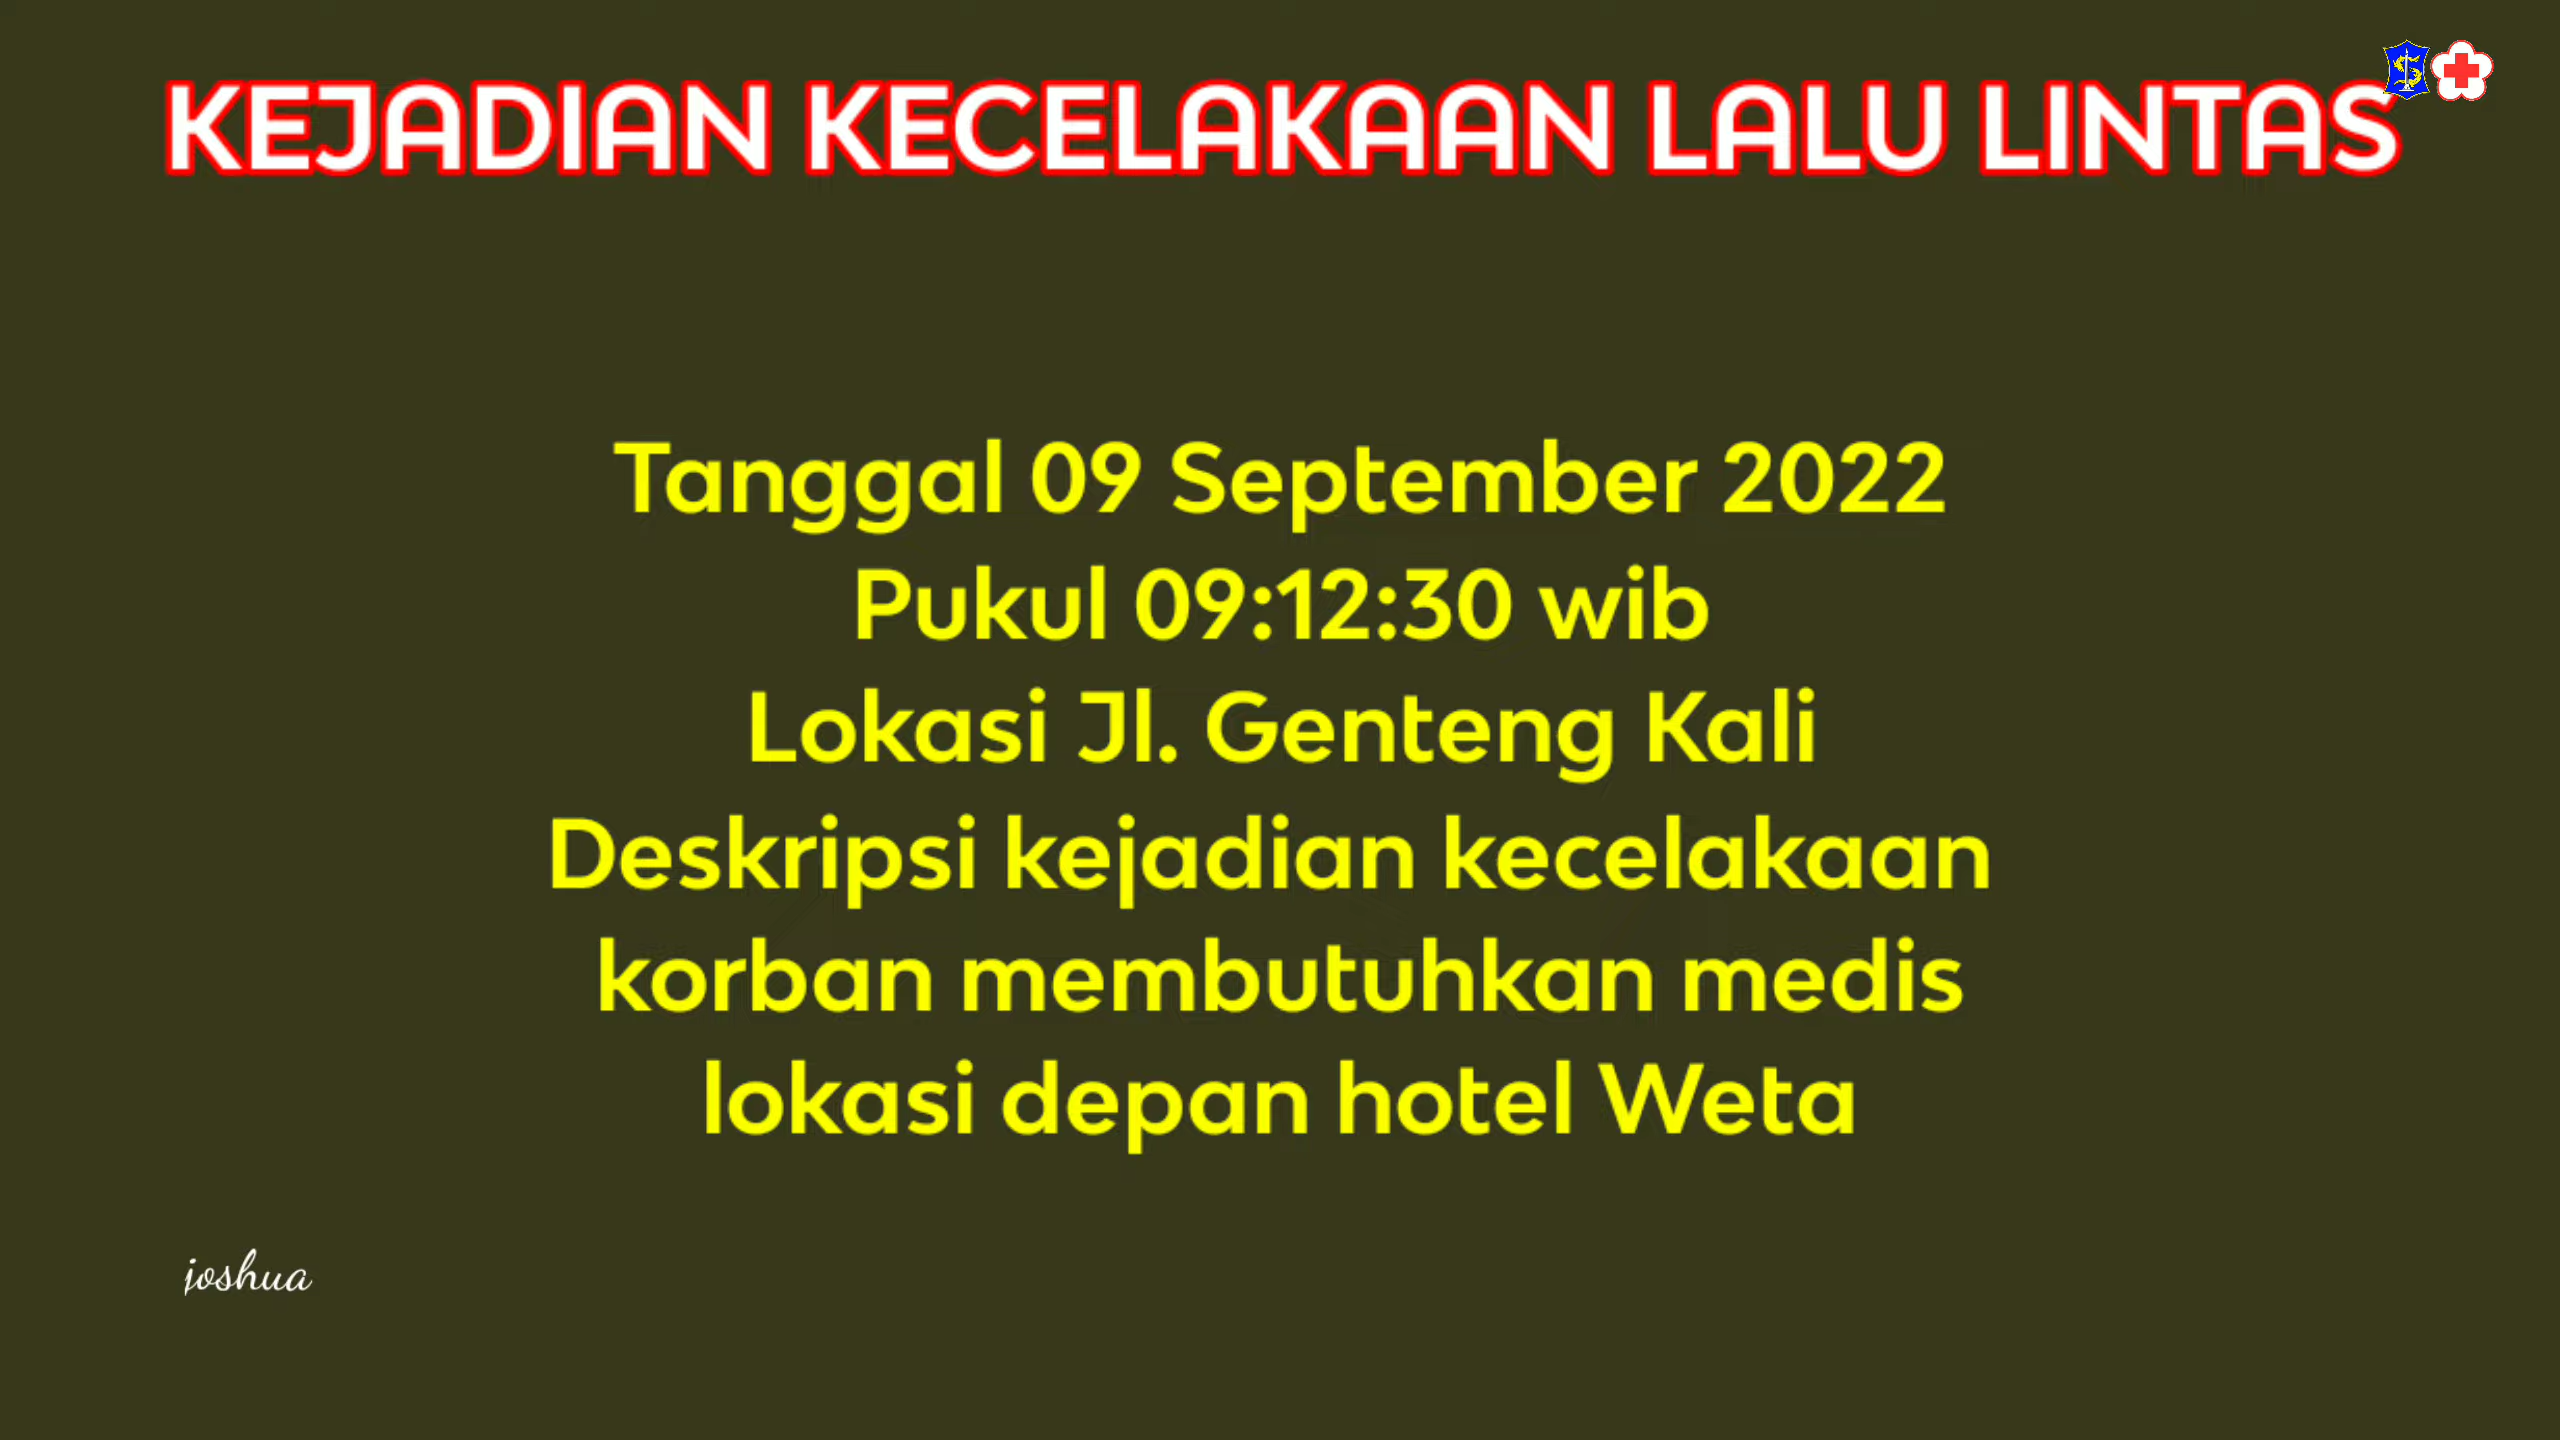 KEJADIAN KECELAKAAN LALU LINTAS
Tanggal 09 September 2022
Pukul 09:12:30 wib
Lokasi Jl. Genteng Kali
Deskripsi kejadian kecelakaan
korban membutuhkan medis
lokasi depan hotel Weta
joshua